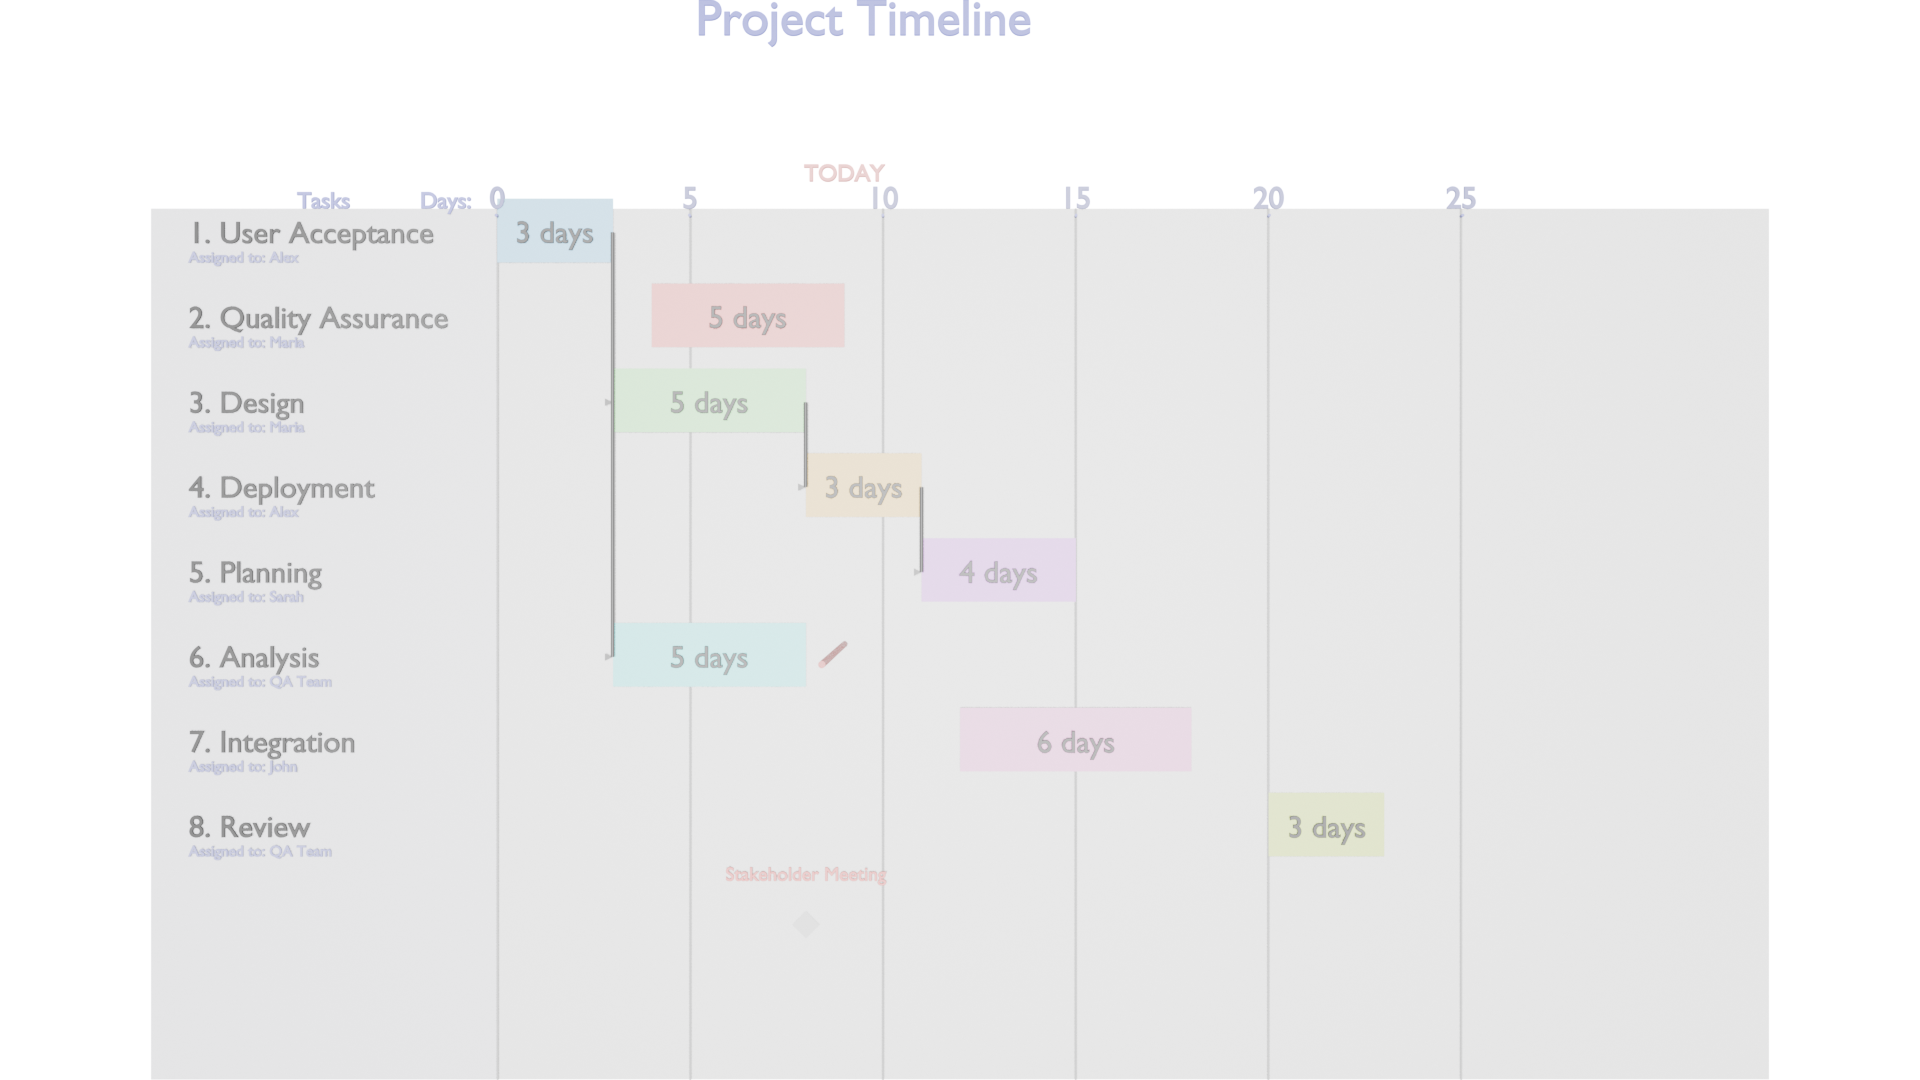 Project Timeline
TODAY
Tasks Days: 0 5 10 15 20 25
1. User Acceptance 3 days
Assigned to: Alex
2. Quality Assurance 5 days
Assigned to: Maria
3. Design 5 days
Assigned to: Maria
4. Deployment 3 days
Assigned to: Alex
5. Planning 4 days
Assigned to: Sarah
6. Analysis 5 days
Assigned to: QA Team
7. Integration 6 days
Assigned to: John
8. Review 3 days
Assigned to: QA Team
Stakeholder Meeting